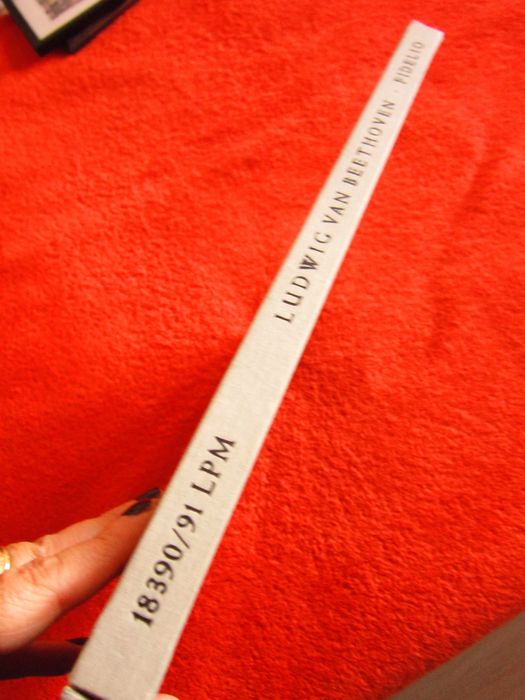 18390/91 LPM
LUDWIG VAN BEETHOVEN · FIDELIO